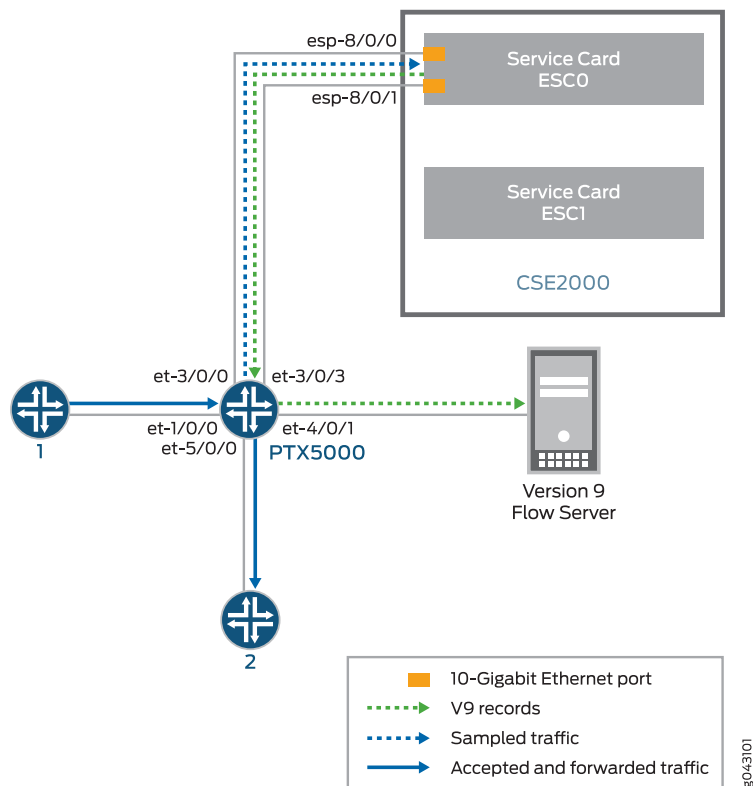 esp-8/0/0
esp-8/0/1
Service Card
ESC0
Service Card
ESC1
CSE2000
et-3/0/0
et-3/0/3
et-1/0/0
et-4/0/1
et-5/0/0
PTX5000
1
2
Version 9
Flow Server
10-Gigabit Ethernet port
V9 records
Sampled traffic
Accepted and forwarded traffic
g043101